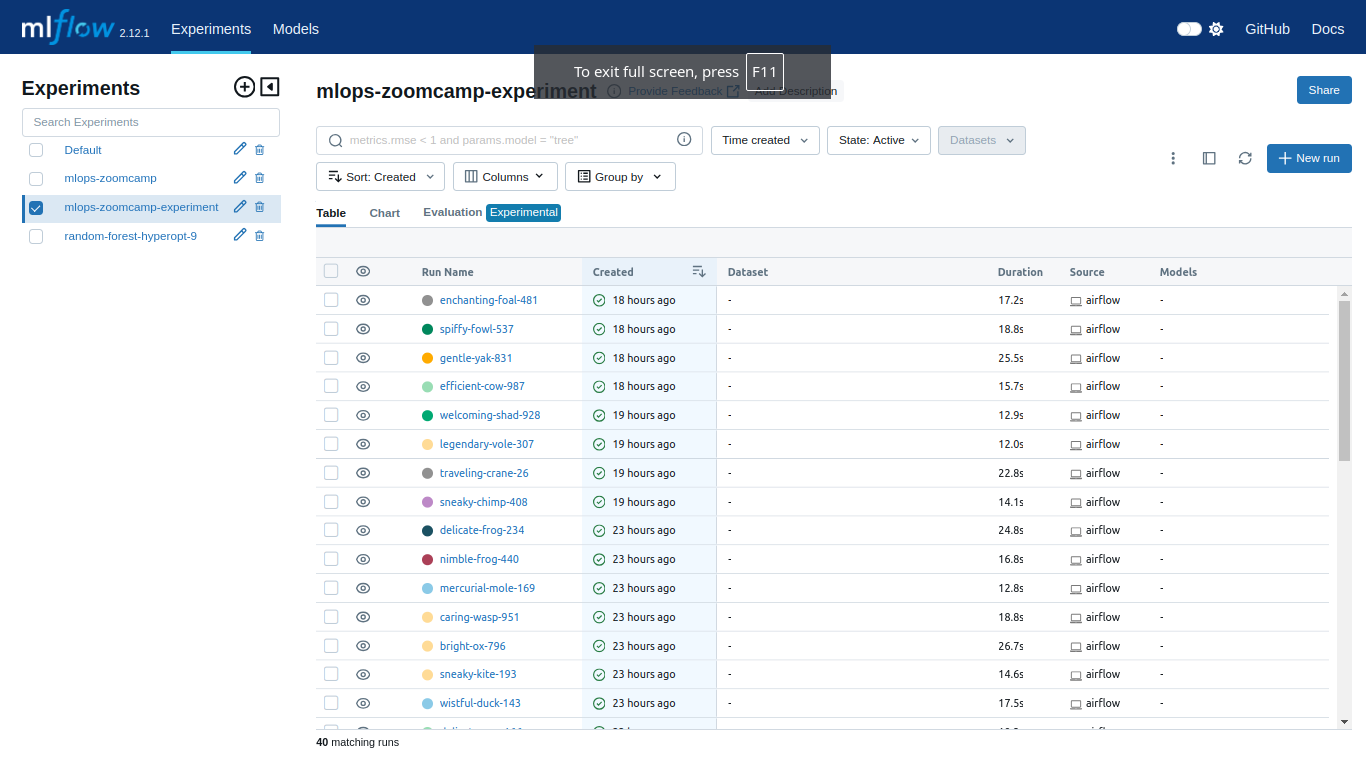 mlflow 2.12.1 Experiments Models GitHub Docs
To exit full screen, press F11
Experiments
Search Experiments
Default
mlops-zoomcamp
mlops-zoomcamp-experiment
random-forest-hyperopt-9
mlops-zoomcamp-experiment Provide Feedback Add Description Share
metrics.rmse < 1 and params.model = "tree" Time created State: Active Datasets
New run
Sort: Created Columns Group by
Table Chart Evaluation Experimental
Run Name Created Dataset Duration Source Models
enchanting-foal-481 18 hours ago - 17.2s airflow -
spiffy-fowl-537 18 hours ago - 18.8s airflow -
gentle-yak-831 18 hours ago - 25.5s airflow -
efficient-cow-987 18 hours ago - 15.7s airflow -
welcoming-shad-928 19 hours ago - 12.9s airflow -
legendary-vole-307 19 hours ago - 12.0s airflow -
traveling-crane-26 19 hours ago - 22.8s airflow -
sneaky-chimp-408 19 hours ago - 14.1s airflow -
delicate-frog-234 23 hours ago - 24.8s airflow -
nimble-frog-440 23 hours ago - 16.8s airflow -
mercurial-mole-169 23 hours ago - 12.8s airflow -
caring-wasp-951 23 hours ago - 18.8s airflow -
bright-ox-796 23 hours ago - 26.7s airflow -
sneaky-kite-193 23 hours ago - 14.6s airflow -
wistful-duck-143 23 hours ago - 17.5s airflow -
40 matching runs